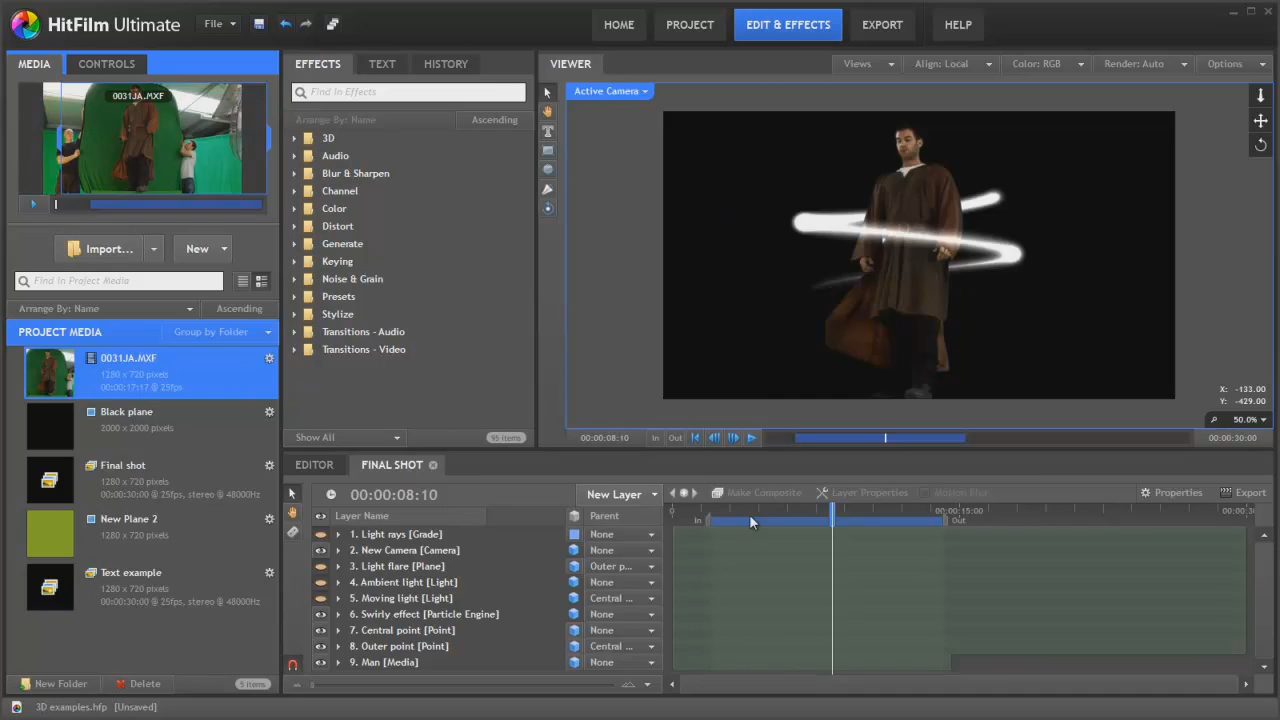 HitFilm Ultimate
File
HOME
PROJECT
EDIT & EFFECTS
EXPORT
HELP
MEDIA
CONTROLS
0031JA.MXF
Import...
New
Find in Project Media
Arrange By: Name
Ascending
PROJECT MEDIA
Group by Folder
0031JA.MXF
1280 x 720 pixels
00:00:17:17 @ 25fps
Black plane
2000 x 2000 pixels
Final shot
1280 x 720 pixels
00:00:30:00 @ 25fps, stereo @ 48000Hz
New Plane 2
1280 x 720 pixels
Text example
1280 x 720 pixels
00:00:30:00 @ 25fps, stereo @ 48000Hz
New Folder
Delete
5 items
3D examples.hfp
[Unsaved]
EFFECTS
TEXT
HISTORY
Find in Effects
Arrange By: Name
Ascending
3D
Audio
Blur & Sharpen
Channel
Color
Distort
Generate
Keying
Noise & Grain
Presets
Stylize
Transitions - Audio
Transitions - Video
Show All
95 items
VIEWER
Views
Align: Local
Color: RGB
Render: Auto
Options
Active Camera
X: -133.00
Y: -429.00
50.0%
00:00:08:10
In
Out
00:00:30:00
EDITOR
FINAL SHOT
00:00:08:10
New Layer
Make Composite
Layer Properties
Motion Blur
Properties
Export
Layer Name
Parent
00:00:15:00
In
Out
1. Light rays [Grade]
None
2. New Camera [Camera]
None
3. Light flare [Plane]
Outer p...
4. Ambient light [Light]
None
5. Moving light [Light]
Central ...
6. Swirly effect [Particle Engine]
None
7. Central point [Point]
None
8. Outer point [Point]
Central ...
9. Man [Media]
None